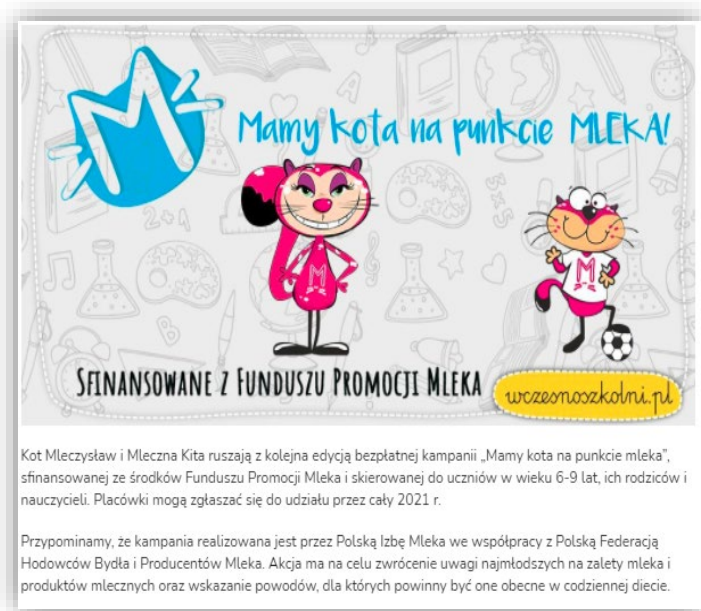 M
Mamy kota na punkcie MLEKA!
3x5
2+1
M
M
B
SFINANSOWANE Z FUNDUSZU PROMOCJI MLEKA
wczesnoszkolni.pl
Kot Mleczysław i Mleczna Kita ruszają z kolejna edycją bezpłatnej kampanii „Mamy kota na punkcie mleka”,
sfinansowanej ze środków Funduszu Promocji Mleka i skierowanej do uczniów w wieku 6-9 lat, ich rodziców i
nauczycieli. Placówki mogą zgłaszać się do udziału przez cały 2021 r.
Przypominamy, że kampania realizowana jest przez Polską Izbę Mleka we współpracy z Polską Federacją
Hodowców Bydła i Producentów Mleka. Akcja ma na celu zwrócenie uwagi najmłodszych na zalety mleka i
produktów mlecznych oraz wskazanie powodów, dla których powinny być one obecne w codziennej diecie.